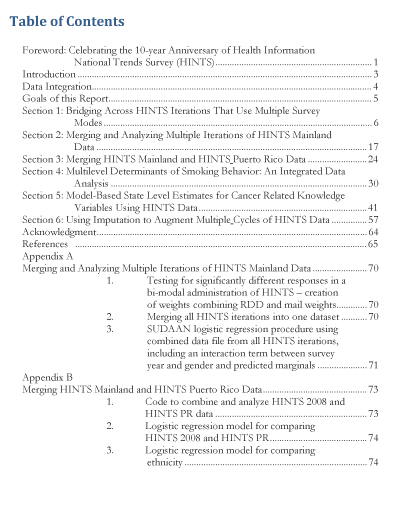 Table of Contents
Foreword: Celebrating the 10-year Anniversary of Health Information
National Trends Survey (HINTS) 1
Introduction 3
Data Integration 4
Goals of this Report 5
Section 1: Bridging Across HINTS Iterations That Use Multiple Survey
Modes 6
Section 2: Merging and Analyzing Multiple Iterations of HINTS Mainland
Data 17
Section 3: Merging HINTS Mainland and HINTS Puerto Rico Data 24
Section 4: Multilevel Determinants of Smoking Behavior: An Integrated Data
Analysis 30
Section 5: Model-Based State Level Estimates for Cancer Related Knowledge
Variables Using HINTS Data 41
Section 6: Using Imputation to Augment Multiple Cycles of HINTS Data 57
Acknowledgment 64
References 65
Appendix A
Merging and Analyzing Multiple Iterations of HINTS Mainland Data 70
1. Testing for significantly different responses in a
bi-modal administration of HINTS – creation
of weights combining RDD and mail weights 70
2. Merging all HINTS iterations into one dataset 70
3. SUDAAN logistic regression procedure using
combined data file from all HINTS iterations,
including an interaction term between survey
year and gender and predicted marginals 71
Appendix B
Merging HINTS Mainland and HINTS Puerto Rico Data 73
1. Code to combine and analyze HINTS 2008 and
HINTS PR data 73
2. Logistic regression model for comparing
HINTS 2008 and HINTS PR 74
3. Logistic regression model for comparing
ethnicity 74